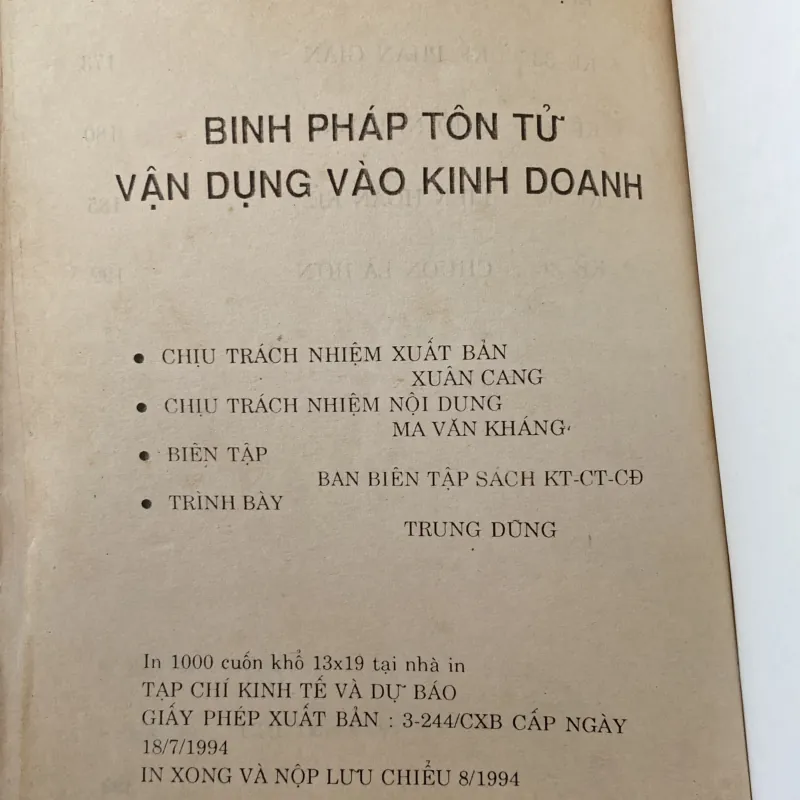 BINH PHÁP TÔN TỬ
VẬN DỤNG VÀO KINH DOANH
• CHỊU TRÁCH NHIỆM XUẤT BẢN
XUÂN CANG
• CHỊU TRÁCH NHIỆM NỘI DUNG
MA VĂN KHÁNG
• BIÊN TẬP
BAN BIÊN TẬP SÁCH KT-CT-CĐ
• TRÌNH BÀY
TRUNG DŨNG
In 1000 cuốn khổ 13x19 tại nhà in
TẠP CHÍ KINH TẾ VÀ DỰ BÁO
GIẤY PHÉP XUẤT BẢN : 3-244/CXB CẤP NGÀY
18/7/1994
IN XONG VÀ NỘP LƯU CHIỂU 8/1994